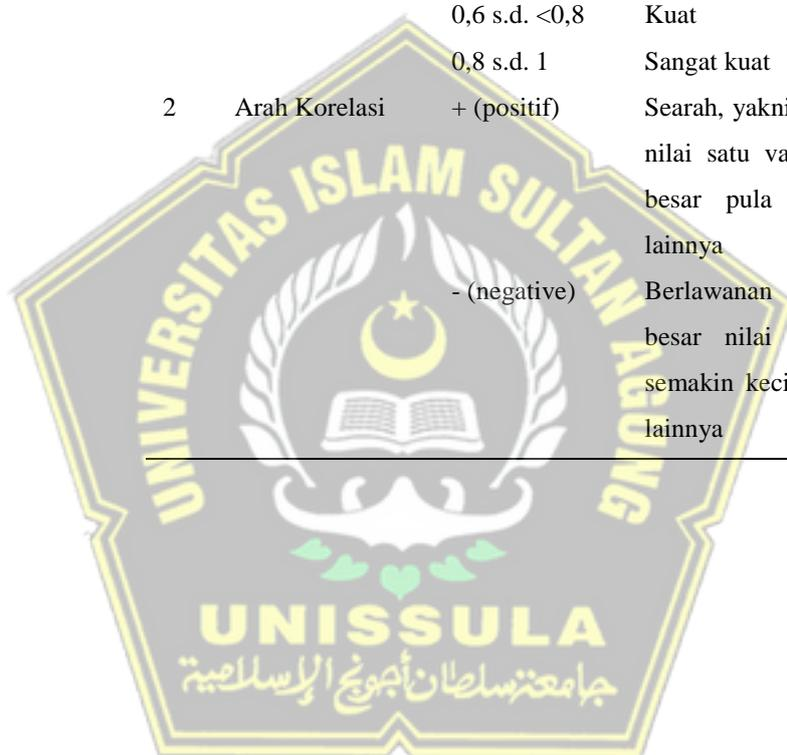 0,6 s.d. <0,8 Kuat
0,8 s.d. 1 Sangat kuat
2 Arah Korelasi + (positif) Searah, yakni
nilai satu va
besar pula
lainnya
- (negative) Berlawanan
besar nilai
semakin keci
lainnya
UNIVERSITAS ISLAM SULTAN AGUNG
UNISSULA
جامعة سلطان أجونج الإسلامية